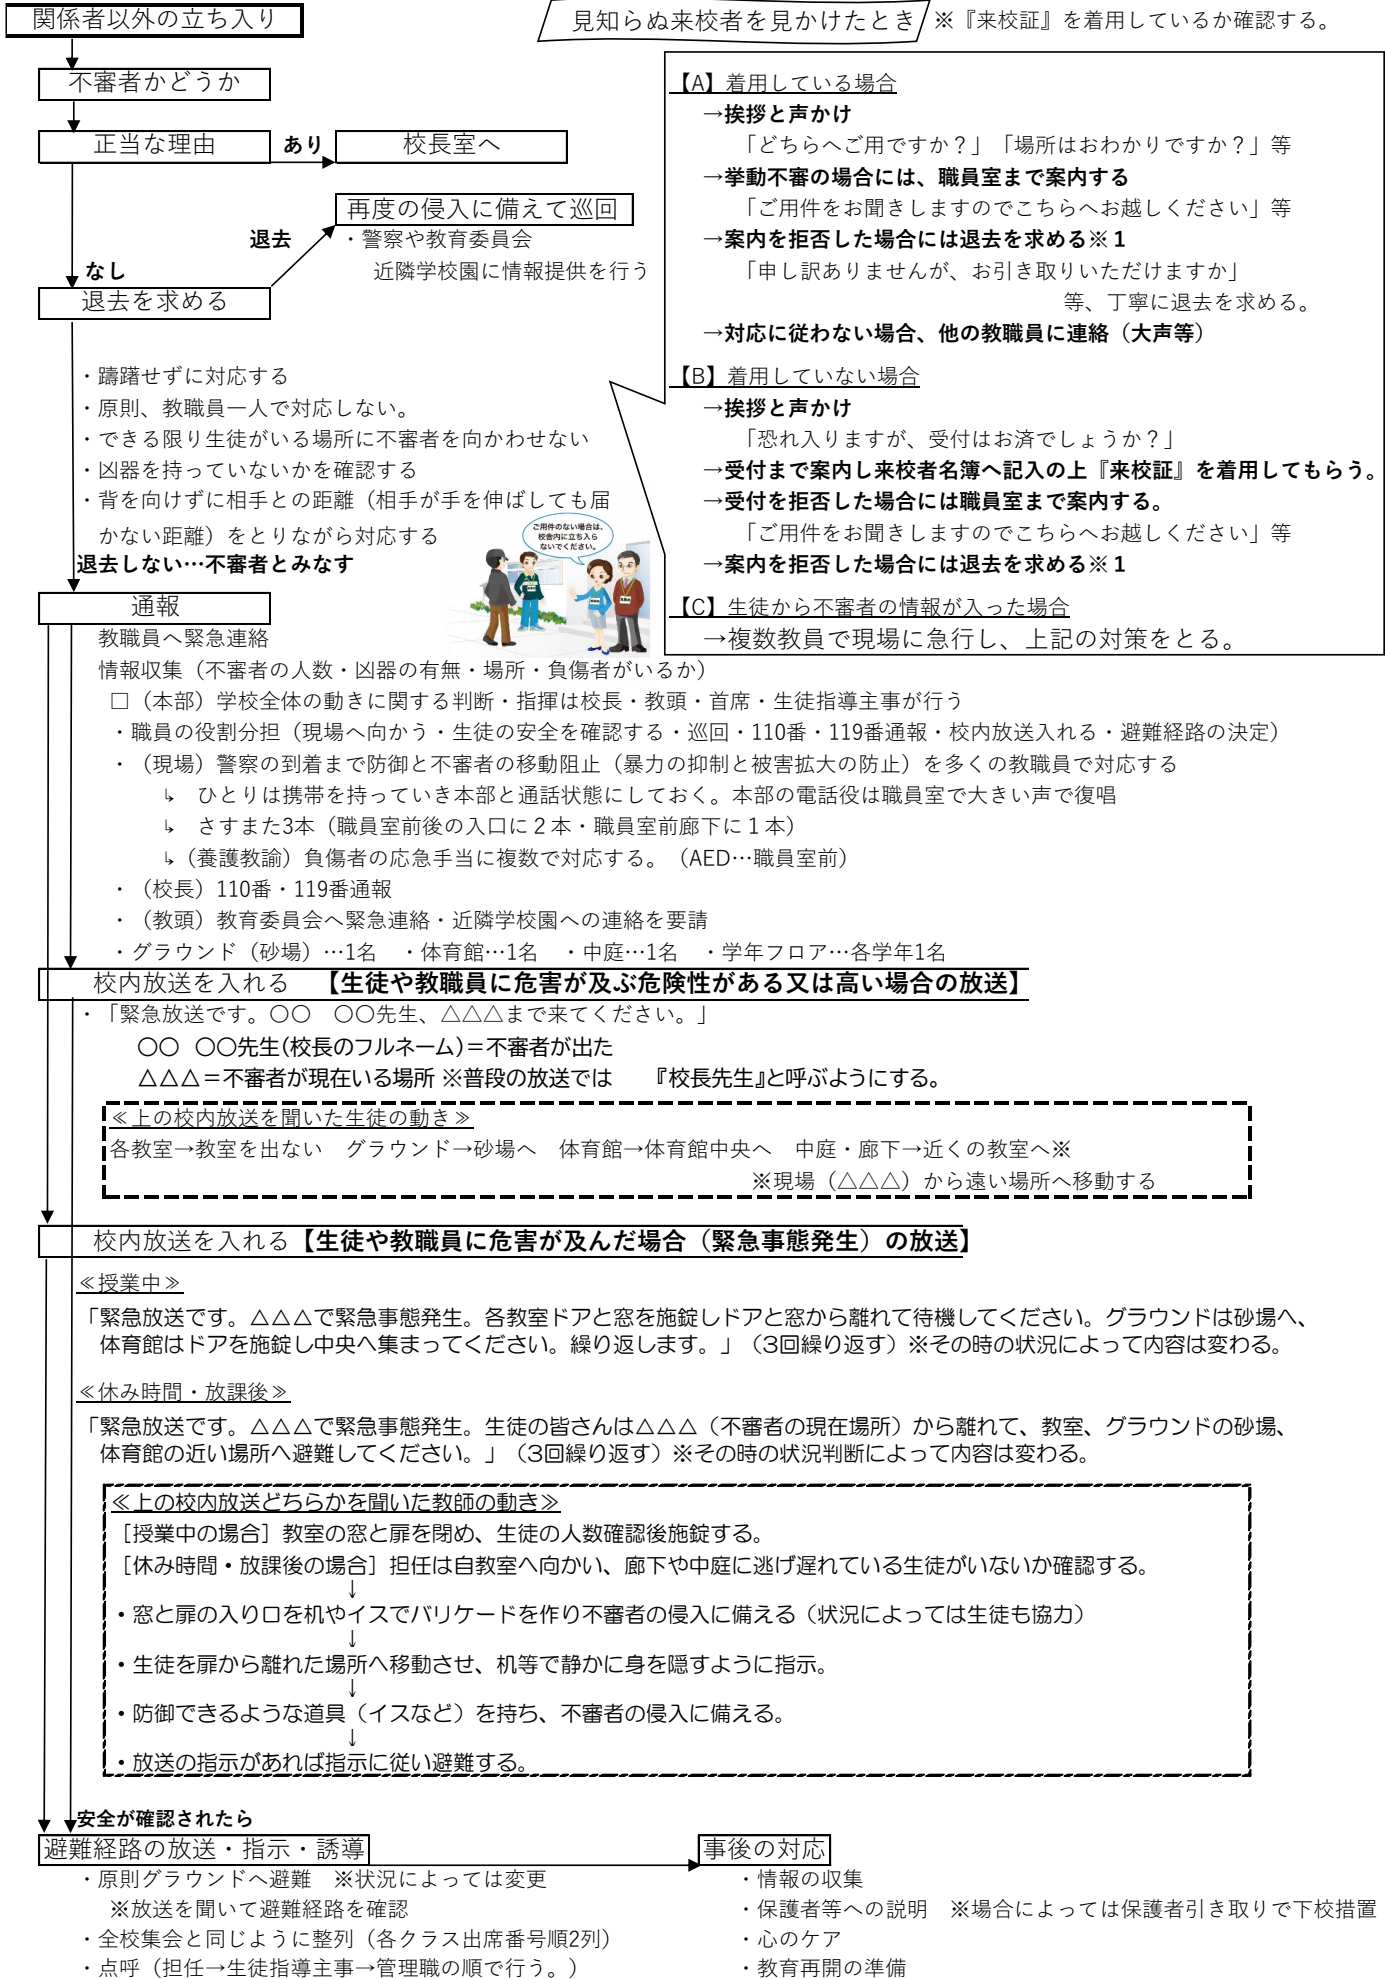 関係者以外の立ち入り
見知らぬ来校者を見かけたとき ※『来校証』を着用しているか確認する。
不審者かどうか
正当な理由 あり 校長室へ
再度の侵入に備えて巡回
退去 ・警察や教育委員会
近隣学校園に情報提供を行う
なし
退去を求める
・躊躇せずに対応する
・原則、教職員一人で対応しない。
・できる限り生徒がいる場所に不審者を向かわせない
・凶器を持っていないかを確認する
・背を向けずに相手との距離（相手が手を伸ばしても届
かない距離）をとりながら対応する
退去しない…不審者とみなす
ご用件のない場合は、
校舎内に立ち入ら
ないでください。
【A】着用している場合
→挨拶と声かけ
「どちらへご用ですか？」「場所はおわかりですか？」等
→挙動不審の場合には、職員室まで案内する
「ご用件をお聞きしますのでこちらへお越しください」等
→案内を拒否した場合には退去を求める※１
「申し訳ありませんが、お引き取りいただけますか」
等、丁寧に退去を求める。
→対応に従わない場合、他の教職員に連絡（大声等）
【B】着用していない場合
→挨拶と声かけ
「恐れ入りますが、受付はお済でしょうか？」
→受付まで案内し来校者名簿へ記入の上『来校証』を着用してもらう。
→受付を拒否した場合には職員室まで案内する。
「ご用件をお聞きしますのでこちらへお越しください」等
→案内を拒否した場合には退去を求める※１
【C】生徒から不審者の情報が入った場合
→複数教員で現場に急行し、上記の対策をとる。
通報
教職員へ緊急連絡
情報収集（不審者の人数・凶器の有無・場所・負傷者がいるか）
□（本部）学校全体の動きに関する判断・指揮は校長・教頭・首席・生徒指導主事が行う
・職員の役割分担（現場へ向かう・生徒の安全を確認する・巡回・110番・119番通報・校内放送入れる・避難経路の決定）
・（現場）警察の到着まで防御と不審者の移動阻止（暴力の抑制と被害拡大の防止）を多くの教職員で対応する
↳ ひとりは携帯を持っていき本部と通話状態にしておく。本部の電話役は職員室で大きい声で復唱
↳ さすまた3本（職員室前後の入口に２本・職員室前廊下に１本）
↳（養護教諭）負傷者の応急手当に複数で対応する。（AED…職員室前）
・（校長）110番・119番通報
・（教頭）教育委員会へ緊急連絡・近隣学校園への連絡を要請
・グラウンド（砂場）…1名 ・体育館…1名 ・中庭…1名 ・学年フロア…各学年1名
校内放送を入れる 【生徒や教職員に危害が及ぶ危険性がある又は高い場合の放送】
・「緊急放送です。〇〇 〇〇先生、△△△まで来てください。」
〇〇 〇〇先生(校長のフルネーム)＝不審者が出た
△△△＝不審者が現在いる場所 ※普段の放送では 『校長先生』と呼ぶようにする。
≪上の校内放送を聞いた生徒の動き≫
各教室→教室を出ない グラウンド→砂場へ 体育館→体育館中央へ 中庭・廊下→近くの教室へ※
※現場（△△△）から遠い場所へ移動する
校内放送を入れる【生徒や教職員に危害が及んだ場合（緊急事態発生）の放送】
≪授業中≫
「緊急放送です。△△△で緊急事態発生。各教室ドアと窓を施錠しドアと窓から離れて待機してください。グラウンドは砂場へ、
体育館はドアを施錠し中央へ集まってください。繰り返します。」（3回繰り返す）※その時の状況によって内容は変わる。
≪休み時間・放課後≫
「緊急放送です。△△△で緊急事態発生。生徒の皆さんは△△△（不審者の現在場所）から離れて、教室、グラウンドの砂場、
体育館の近い場所へ避難してください。」（3回繰り返す）※その時の状況判断によって内容は変わる。
≪上の校内放送どちらかを聞いた教師の動き≫
［授業中の場合］教室の窓と扉を閉め、生徒の人数確認後施錠する。
［休み時間・放課後の場合］担任は自教室へ向かい、廊下や中庭に逃げ遅れている生徒がいないか確認する。
↓
・窓と扉の入り口を机やイスでバリケードを作り不審者の侵入に備える（状況によっては生徒も協力）
↓
・生徒を扉から離れた場所へ移動させ、机等で静かに身を隠すように指示。
↓
・防御できるような道具（イスなど）を持ち、不審者の侵入に備える。
↓
・放送の指示があれば指示に従い避難する。
安全が確認されたら
避難経路の放送・指示・誘導
・原則グラウンドへ避難 ※状況によっては変更
※放送を聞いて避難経路を確認
・全校集会と同じように整列（各クラス出席番号順2列）
・点呼（担任→生徒指導主事→管理職の順で行う。）
事後の対応
・情報の収集
・保護者等への説明 ※場合によっては保護者引き取りで下校措置
・心のケア
・教育再開の準備